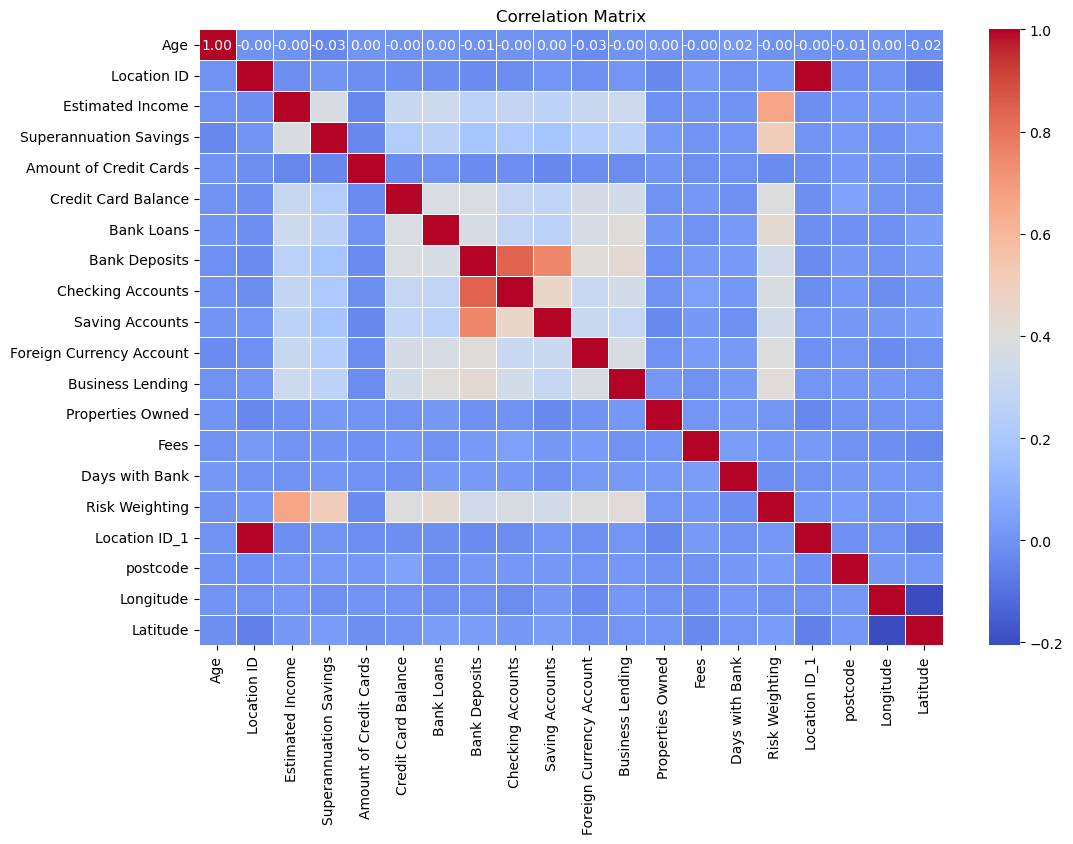 Correlation Matrix
Age
1.00 -0.00 -0.00 -0.03 0.00 -0.00 0.00 -0.01 -0.00 0.00 -0.03 -0.00 0.00 -0.00 0.02 -0.00 -0.00 -0.01 0.00 -0.02
Location ID
Estimated Income
Superannuation Savings
Amount of Credit Cards
Credit Card Balance
Bank Loans
Bank Deposits
Checking Accounts
Saving Accounts
Foreign Currency Account
Business Lending
Properties Owned
Fees
Days with Bank
Risk Weighting
Location ID_1
postcode
Longitude
Latitude
Age
Location ID
Estimated Income
Superannuation Savings
Amount of Credit Cards
Credit Card Balance
Bank Loans
Bank Deposits
Checking Accounts
Saving Accounts
Foreign Currency Account
Business Lending
Properties Owned
Fees
Days with Bank
Risk Weighting
Location ID_1
postcode
Longitude
Latitude
1.0
0.8
0.6
0.4
0.2
0.0
−0.2